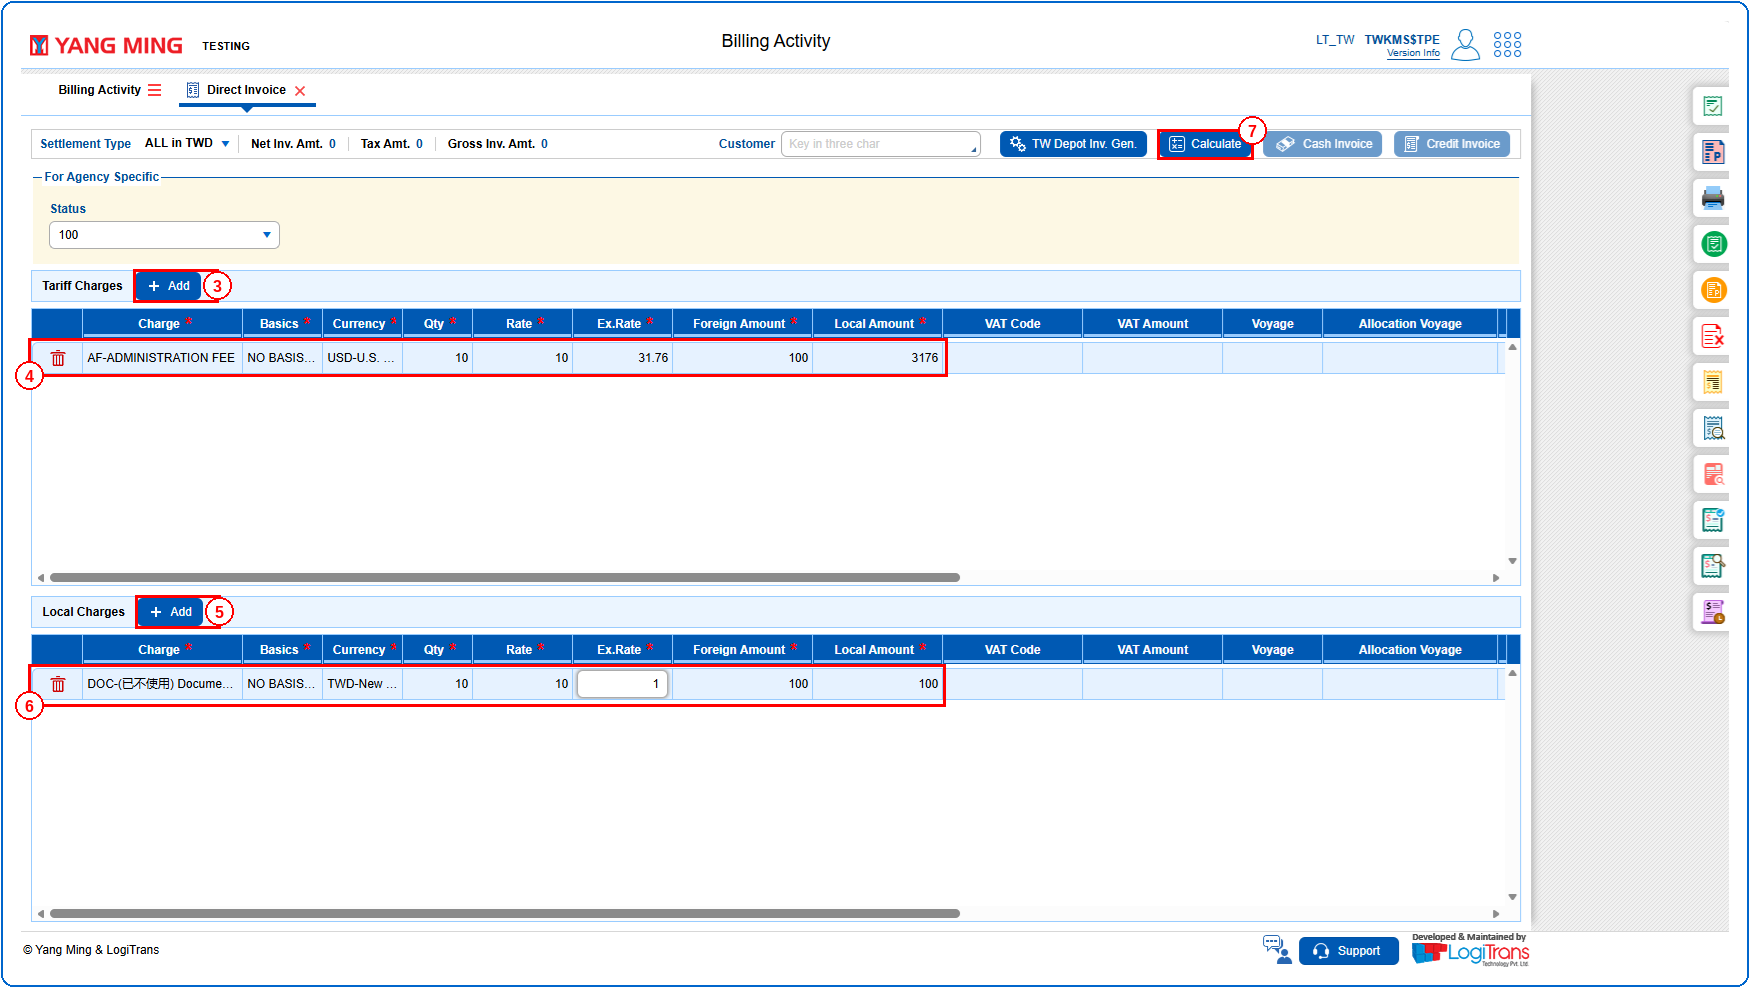 YANG MING TESTING Billing Activity LT_TW TWKMS$TPE
Version Info
Billing Activity Direct Invoice
Settlement Type ALL in TWD Net Inv. Amt. 0 Tax Amt. 0 Gross Inv. Amt. 0 Customer Key in three char TW Depot Inv. Gen. Calculate 7 Cash Invoice Credit Invoice
For Agency Specific
Status
100
Tariff Charges + Add 3
Charge * Basics * Currency * Qty * Rate * Ex.Rate * Foreign Amount * Local Amount * VAT Code VAT Amount Voyage Allocation Voyage
AF-ADMINISTRATION FEE NO BASIS... USD-U.S. ... 10 10 31.76 100 3176
4
Local Charges + Add 5
Charge * Basics * Currency * Qty * Rate * Ex.Rate * Foreign Amount * Local Amount * VAT Code VAT Amount Voyage Allocation Voyage
DOC-(已不使用) Docume... NO BASIS... TWD-New ... 10 10 1 100 100
6
© Yang Ming & LogiTrans Support Developed & Maintained by
LogiTrans
Technology Pvt. Ltd.